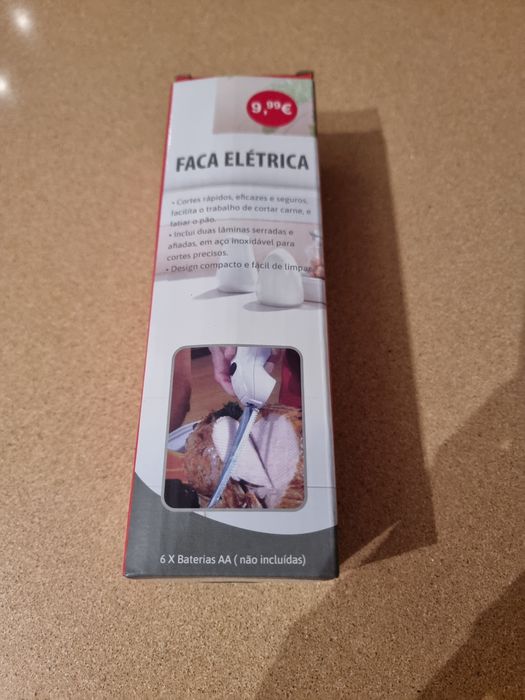 9,99€
FACA ELÉTRICA
• Cortes rápidos, eficazes e seguros,
facilita o trabalho de cortar carne, e
fatiar o pão.
• Inclui duas lâminas serradas e
afiadas, em aço inoxidável para
cortes precisos.
• Design compacto e fácil de limpar.
6 X Baterias AA ( não incluídas)